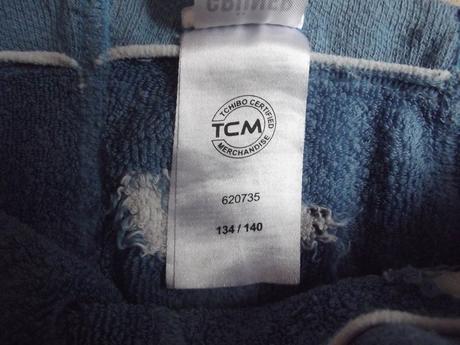 TCHIBO CERTIFIED
TCM
MERCHANDISE
620735
134 / 140